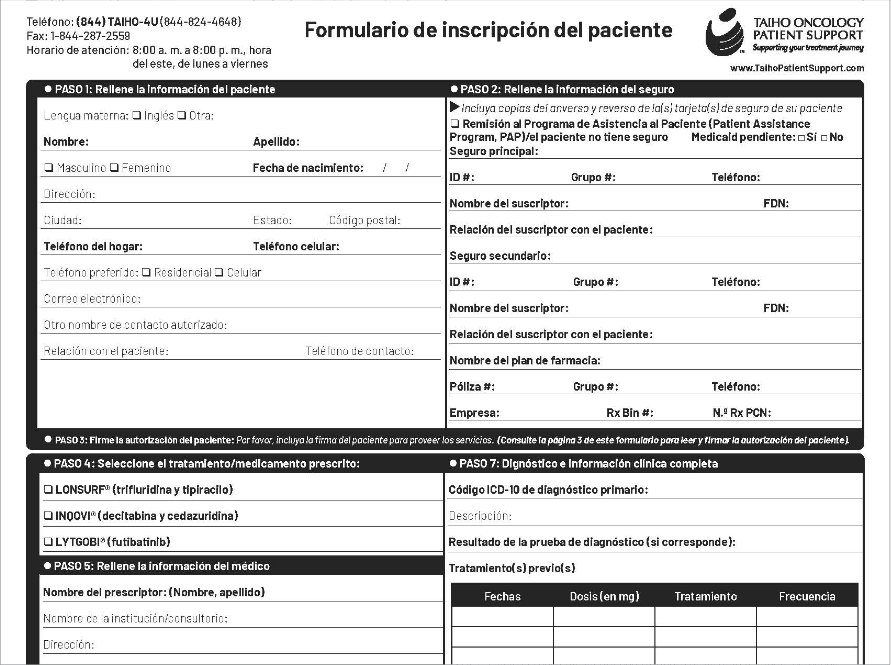 Teléfono: (844) TAIHO-4U (844-824-4648)
Fax: 1-844-287-2559
Horario de atención: 8:00 a. m. a 8:00 p. m., hora
del este, de lunes a viernes
Formulario de inscripción del paciente
TAIHO ONCOLOGY
PATIENT SUPPORT
Supporting your treatment journey
www.TaihoPatientSupport.com
● PASO 1: Rellene la información del paciente
Lengua materna: ❑ Inglés ❑ Otra:
Nombre: Apellido:
❑ Masculino ❑ Femenino Fecha de nacimiento: / /
Dirección:
Ciudad: Estado: Código postal:
Teléfono del hogar: Teléfono celular:
Teléfono preferido: ❑ Residencial ❑ Celular
Correo electrónico:
Otro nombre de contacto autorizado:
Relación con el paciente: Teléfono de contacto:
● PASO 2: Rellene la información del seguro
▶Incluya copias del anverso y reverso de la(s) tarjeta(s) de seguro de su paciente
❑ Remisión al Programa de Asistencia al Paciente (Patient Assistance
Program, PAP)/el paciente no tiene seguro Medicaid pendiente: □ Sí □ No
Seguro principal:
ID #: Grupo #: Teléfono:
Nombre del suscriptor: FDN:
Relación del suscriptor con el paciente:
Seguro secundario:
ID #: Grupo #: Teléfono:
Nombre del suscriptor: FDN:
Relación del suscriptor con el paciente:
Nombre del plan de farmacia:
Póliza #: Grupo #: Teléfono:
Empresa: Rx Bin #: N.º Rx PCN:
● PASO 3: Firme la autorización del paciente: Por favor, incluya la firma del paciente para proveer los servicios. (Consulte la página 3 de este formulario para leer y firmar la autorización del paciente).
● PASO 4: Seleccione el tratamiento/medicamento prescrito:
❑ LONSURF® (trifluridina y tipiracilo)
❑ INQOVI® (decitabina y cedazuridina)
❑ LYTGOBI® (futibatinib)
● PASO 5: Rellene la información del médico
Nombre del prescriptor: (Nombre, apellido)
Nombre de la institución/consultorio:
Dirección:
● PASO 7: Dignóstico e información clínica completa
Código ICD-10 de diagnóstico primario:
Descripción:
Resultado de la prueba de diagnóstico (si corresponde):
Tratamiento(s) previo(s)
Fechas Dosis (en mg) Tratamiento Frecuencia